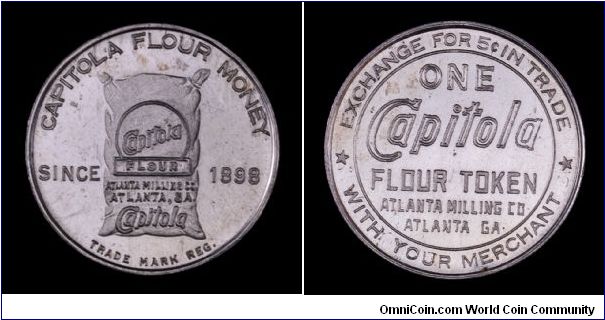 CAPITOLA FLOUR MONEY
Capitola
FLOUR
SINCE 1898
ATLANTA MILLING CO.
ATLANTA, GA.
Capitola
TRADE MARK REG.
EXCHANGE FOR 5¢ IN TRADE
ONE
Capitola
FLOUR TOKEN
ATLANTA MILLING CO
ATLANTA GA.
★ WITH YOUR MERCHANT ★
OmniCoin.com World Coin Community